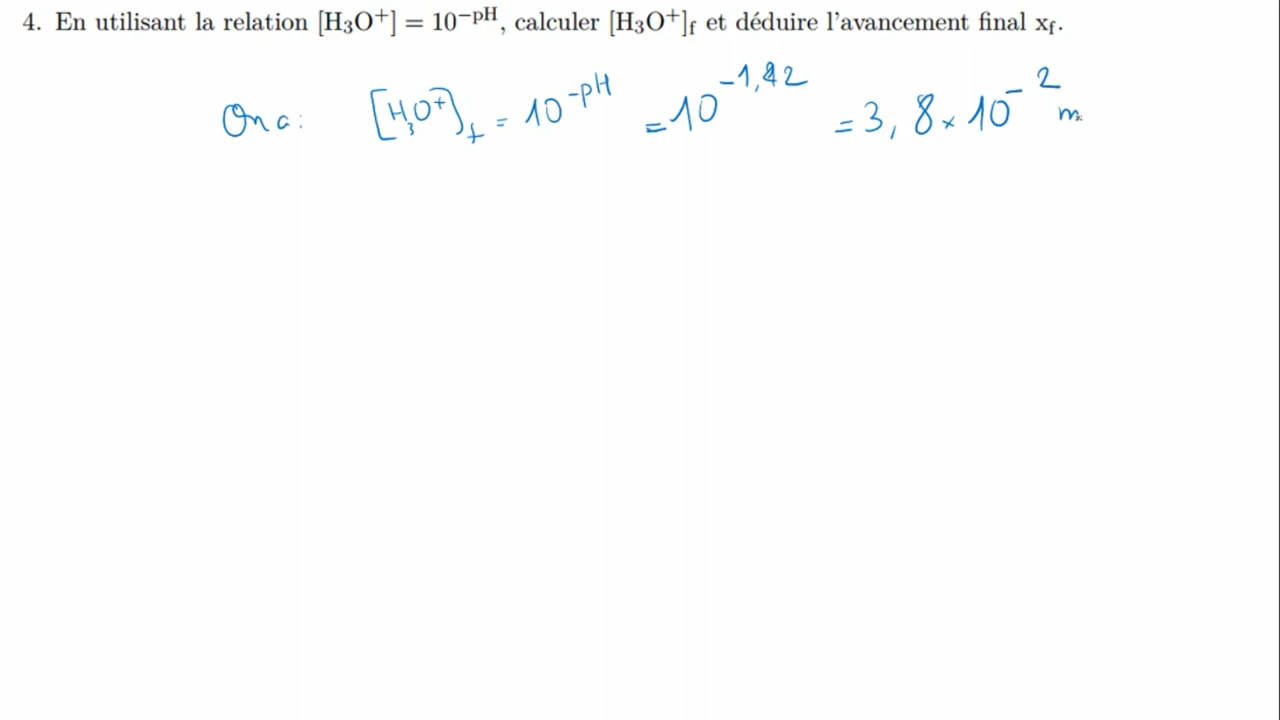 4. En utilisant la relation [H₃O⁺] = 10⁻ᵖᴴ, calculer [H₃O⁺]f et déduire l'avancement final xf.
On a: [H₃O⁺]f = 10⁻ᵖᴴ = 10^-1,42 = 3,8 × 10⁻² m